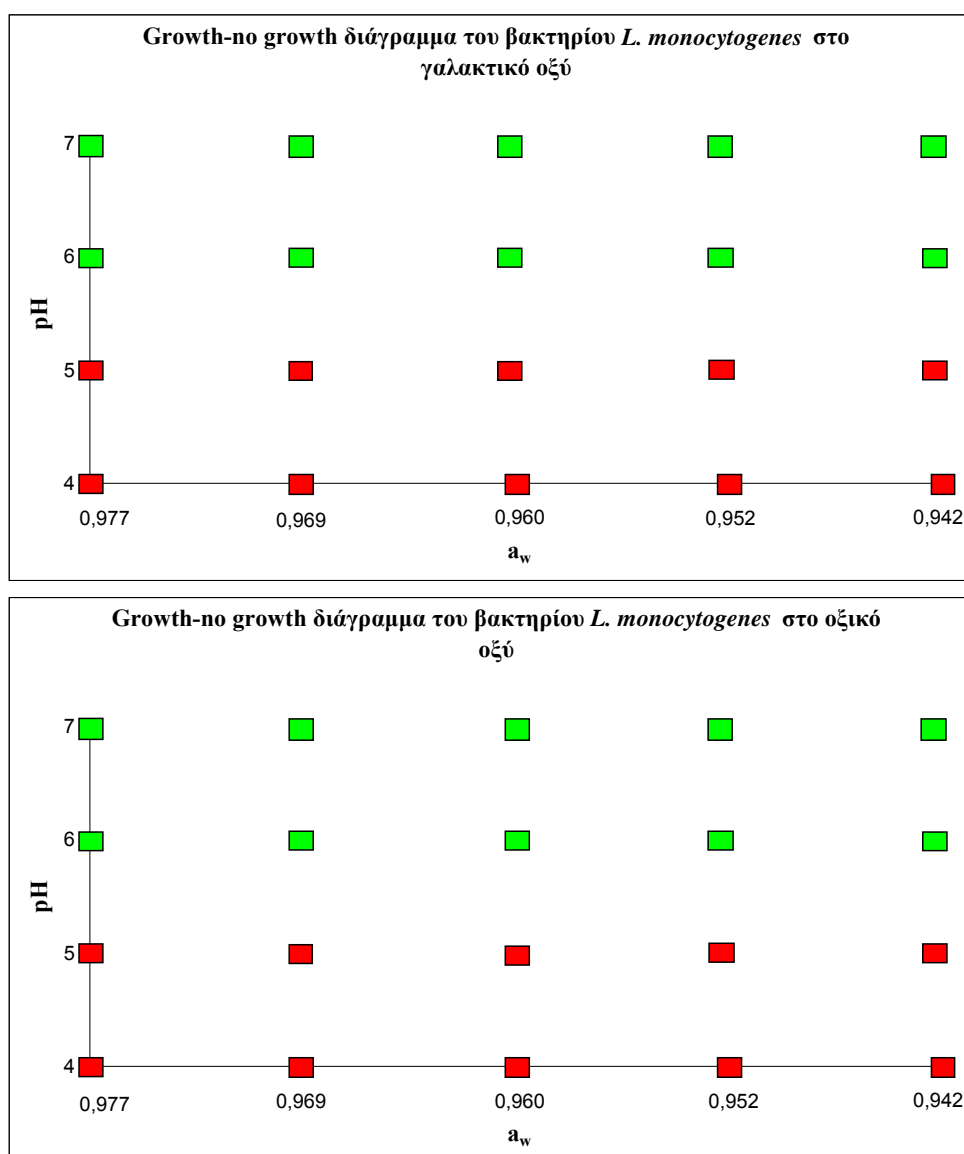 Growth-no growth διάγραμμα του βακτηρίου L. monocytogenes στο
γαλακτικό οξύ
7
6
pH
5
4
0,977 0,969 0,960 0,952 0,942
aw
Growth-no growth διάγραμμα του βακτηρίου L. monocytogenes στο οξικό
οξύ
7
6
pH
5
4
0,977 0,969 0,960 0,952 0,942
aw